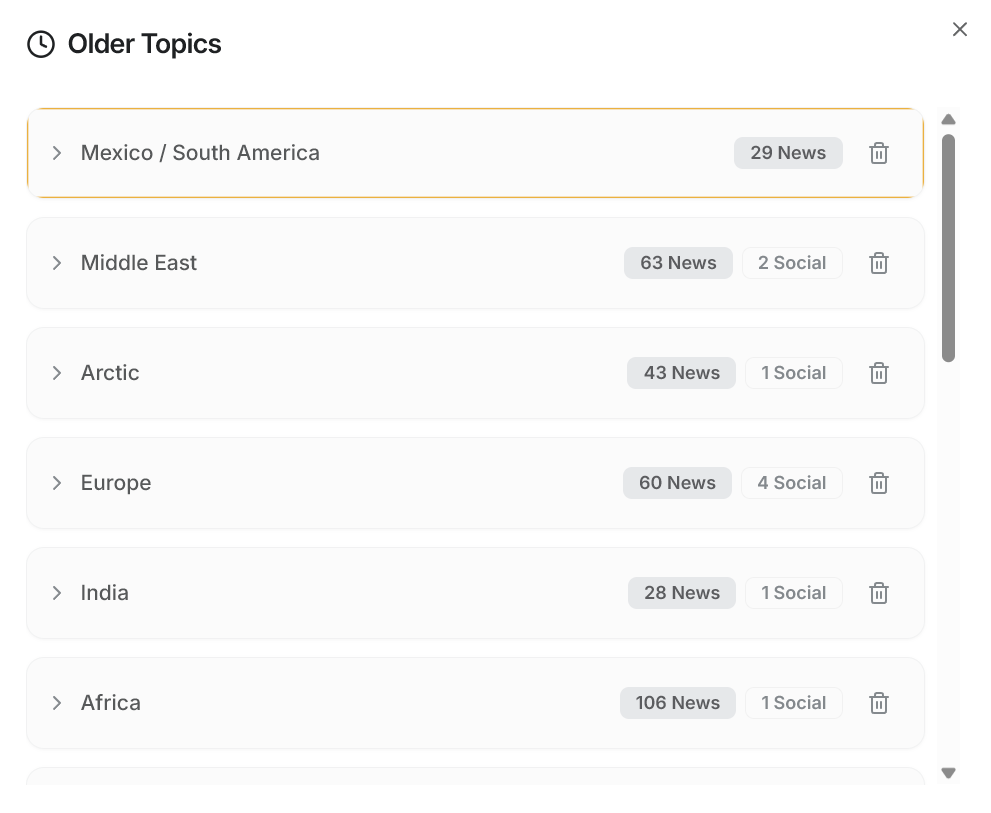 Older Topics
Mexico / South America 29 News
Middle East 63 News 2 Social
Arctic 43 News 1 Social
Europe 60 News 4 Social
India 28 News 1 Social
Africa 106 News 1 Social